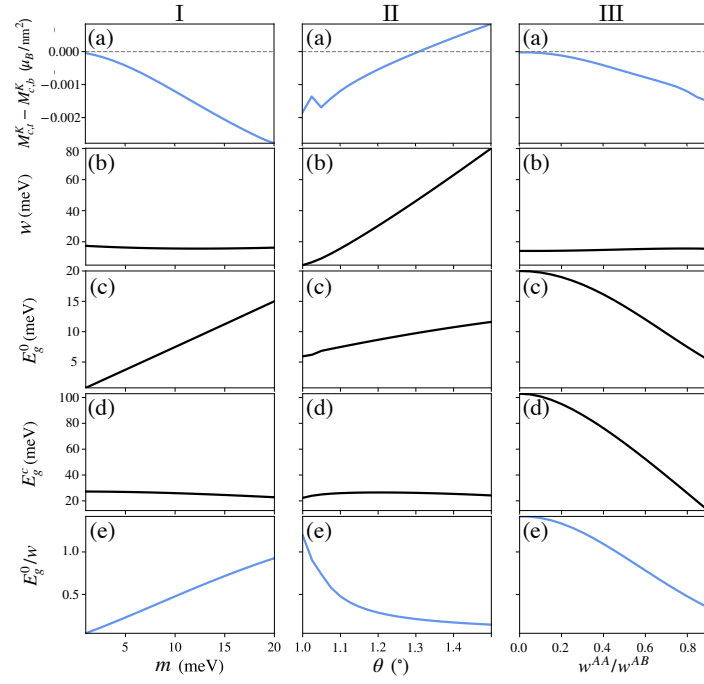 I II III
(a) (a) (a)
M^K_{c,t} − M^K_{c,b} (μ_B/nm²)
0.000
−0.001
−0.002
(b) (b) (b)
w (meV)
80
60
40
20
(c) (c) (c)
E^0_g (meV)
20
15
10
5
(d) (d) (d)
E^c_g (meV)
100
80
60
40
20
(e) (e) (e)
E^0_g/w
1.0
0.5
5 10 15 20
1.0 1.1 1.2 1.3 1.4
0.0 0.2 0.4 0.6 0.8
m (meV) θ (°) w^{AA}/w^{AB}